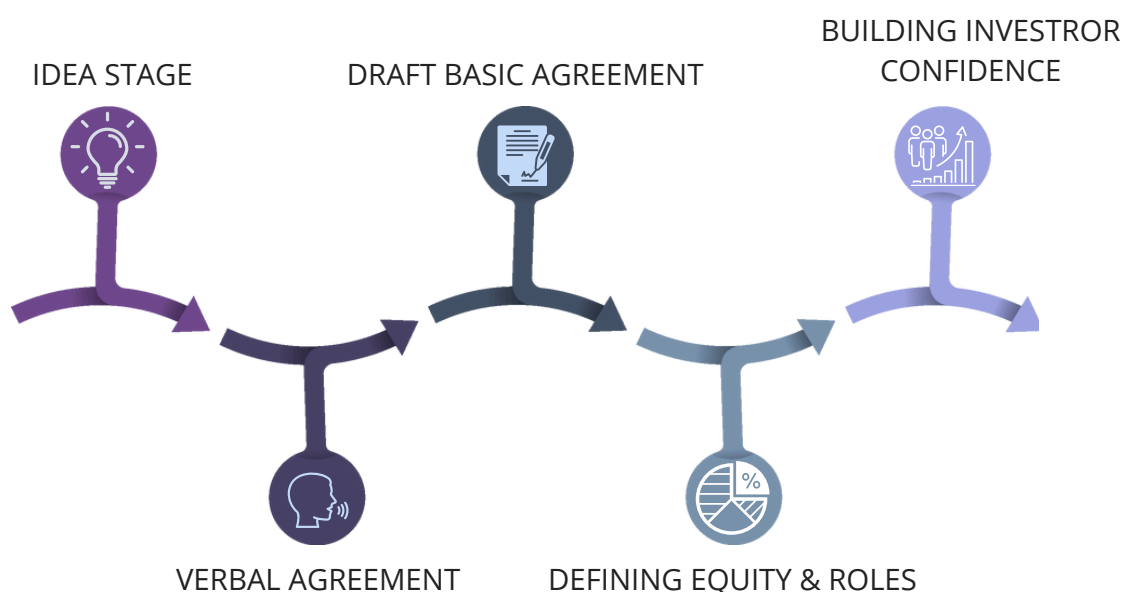 IDEA STAGE
DRAFT BASIC AGREEMENT
BUILDING INVESTROR
CONFIDENCE
%
VERBAL AGREEMENT
DEFINING EQUITY & ROLES